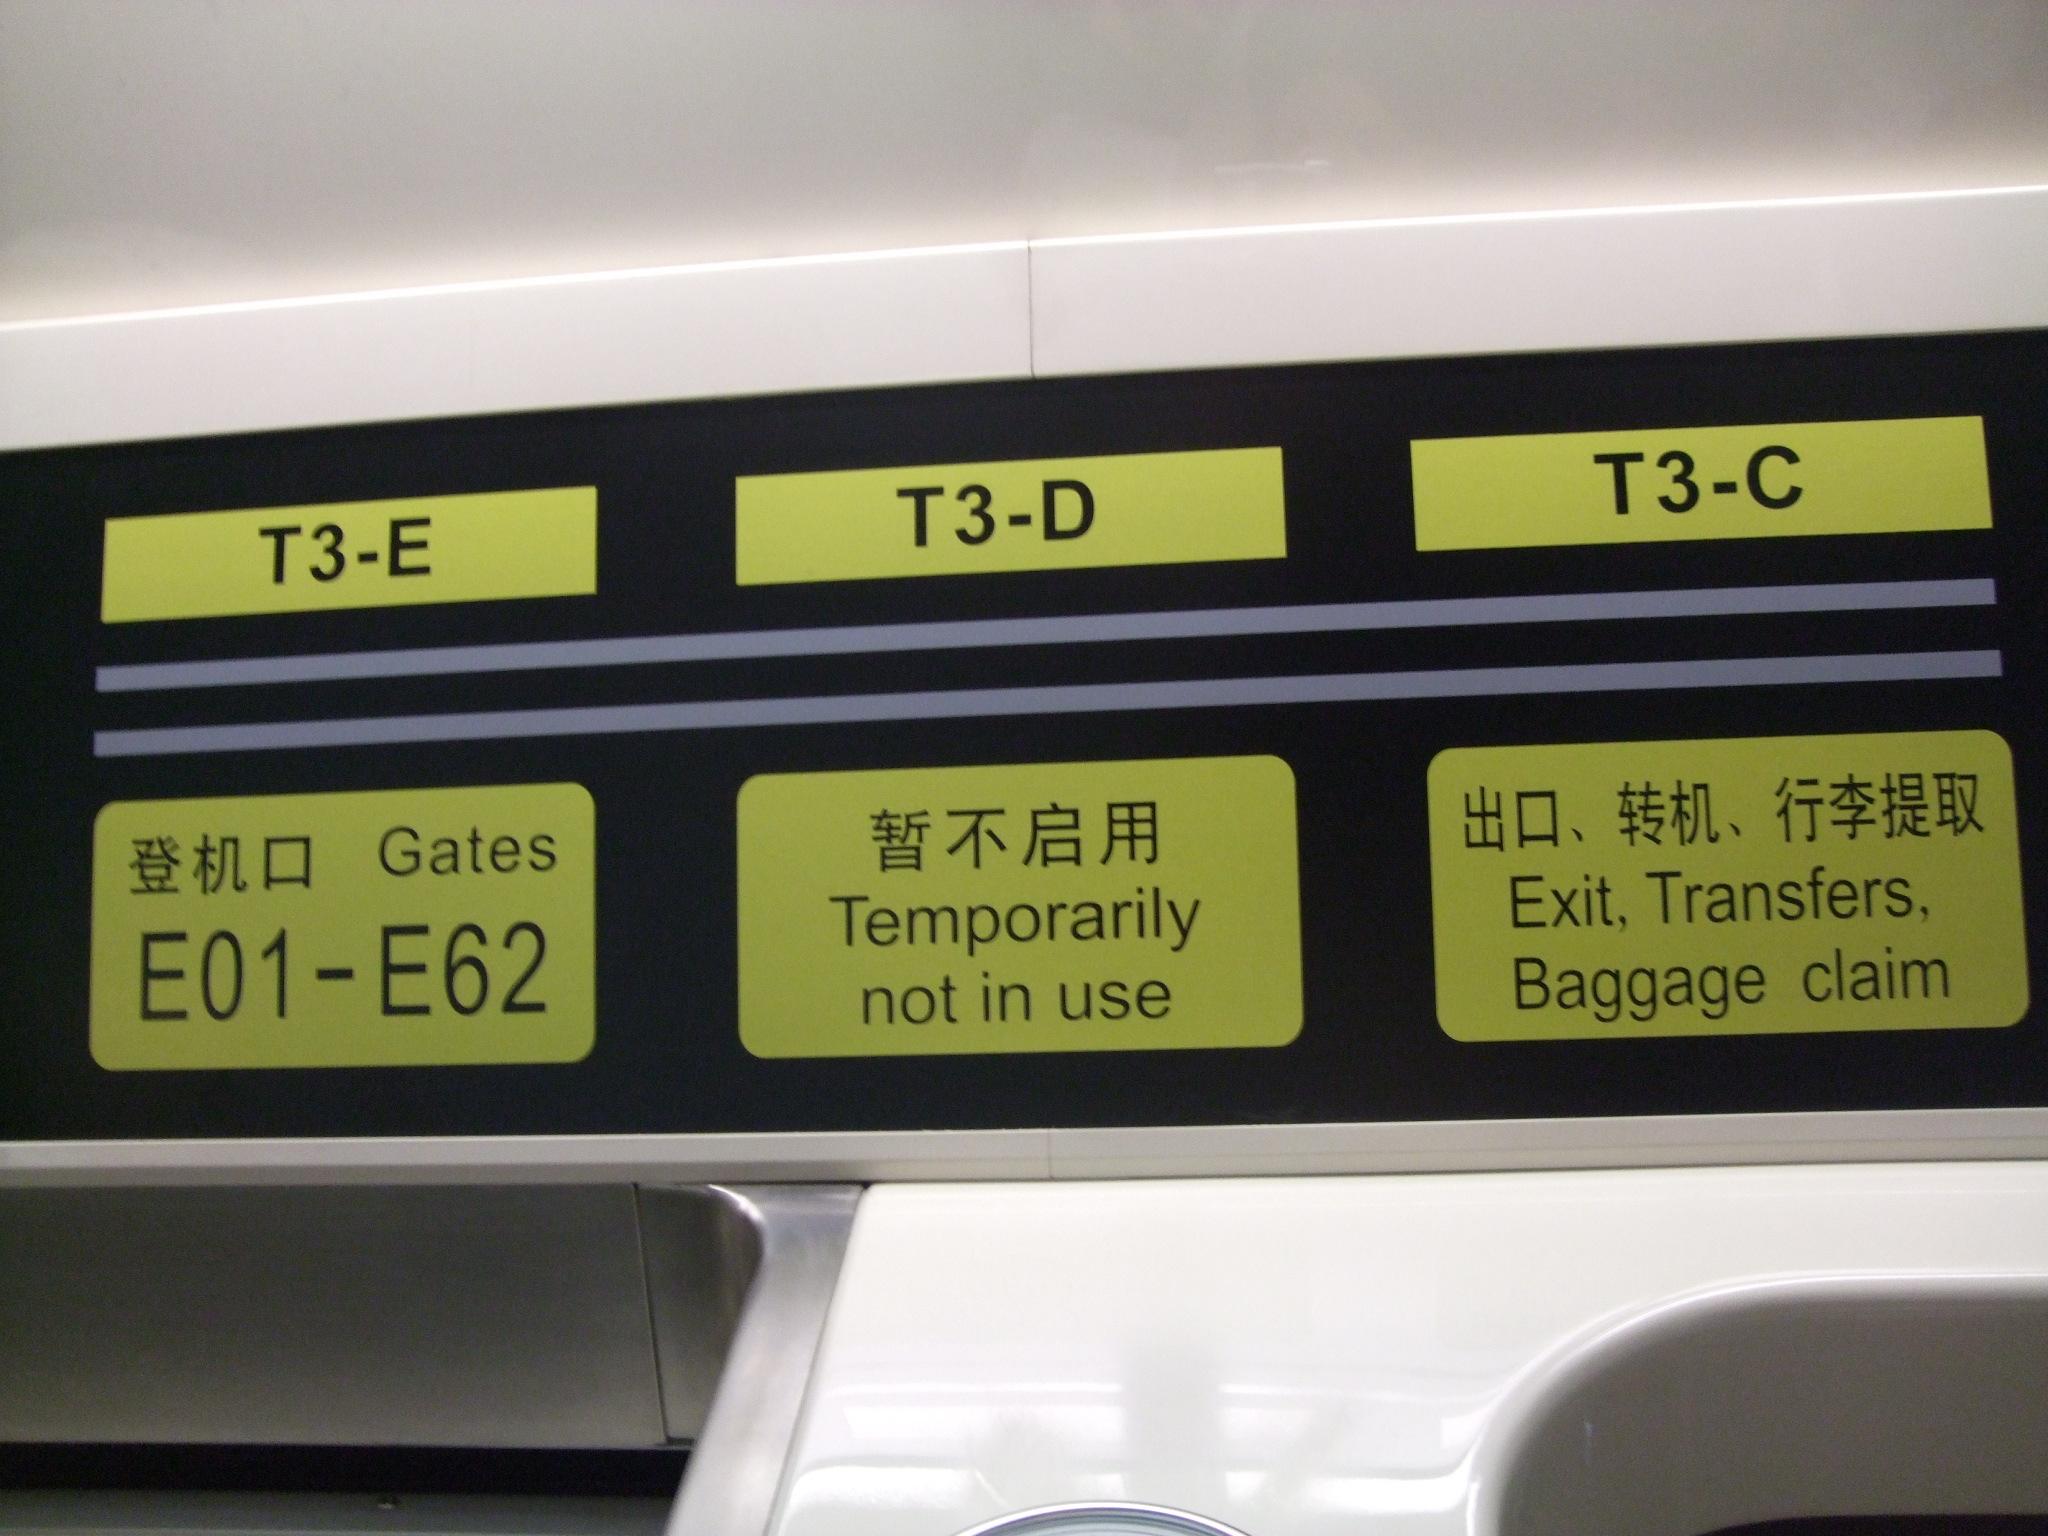 T3-E
T3-D
T3-C
登机口 Gates
E01-E62
暂不启用
Temporarily
not in use
出口、转机、行李提取
Exit, Transfers,
Baggage claim